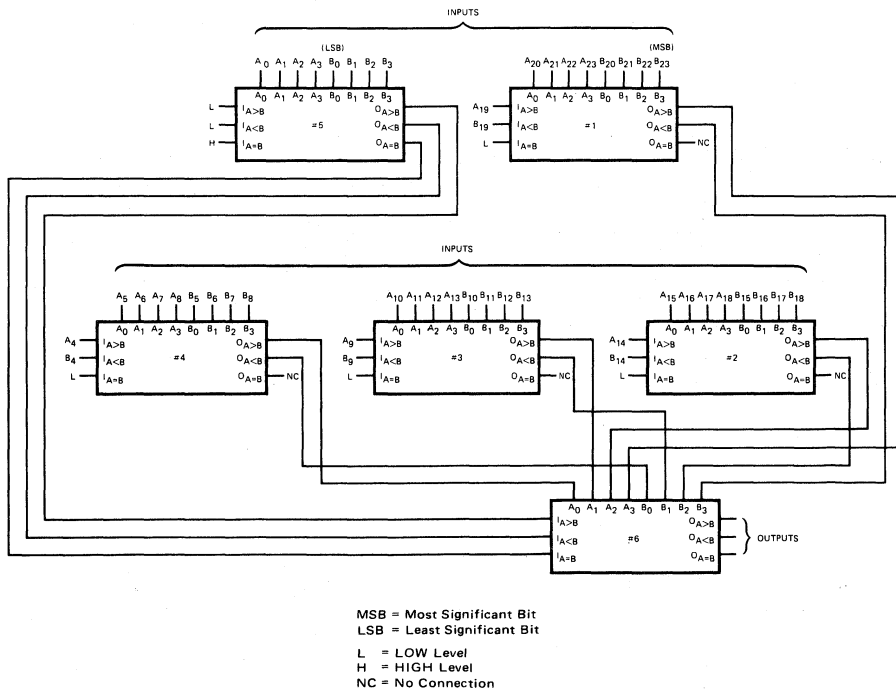 INPUTS
(LSB) (MSB)
A0 A1 A2 A3 B0 B1 B2 B3 A20 A21 A22 A23 B20 B21 B22 B23
A0 A1 A2 A3 B0 B1 B2 B3 A0 A1 A2 A3 B0 B1 B2 B3
L IA>B OA>B A19 IA>B OA>B
L IA<B #5 OA<B B19 IA<B #1 OA<B
H IA=B OA=B L IA=B OA=B NC
INPUTS
A5 A6 A7 A8 B5 B6 B7 B8 A10 A11 A12 A13 B10 B11 B12 B13 A15 A16 A17 A18 B15 B16 B17 B18
A0 A1 A2 A3 B0 B1 B2 B3 A0 A1 A2 A3 B0 B1 B2 B3 A0 A1 A2 A3 B0 B1 B2 B3
A4 IA>B OA>B A9 IA>B OA>B A14 IA>B OA>B
B4 IA<B #4 OA<B B9 IA<B #3 OA<B B14 IA<B #2 OA<B
L IA=B OA=B NC L IA=B OA=B NC L IA=B OA=B NC
A0 A1 A2 A3 B0 B1 B2 B3
IA>B OA>B
IA<B #6 OA<B OUTPUTS
IA=B OA=B
MSB = Most Significant Bit
LSB = Least Significant Bit
L = LOW Level
H = HIGH Level
NC = No Connection